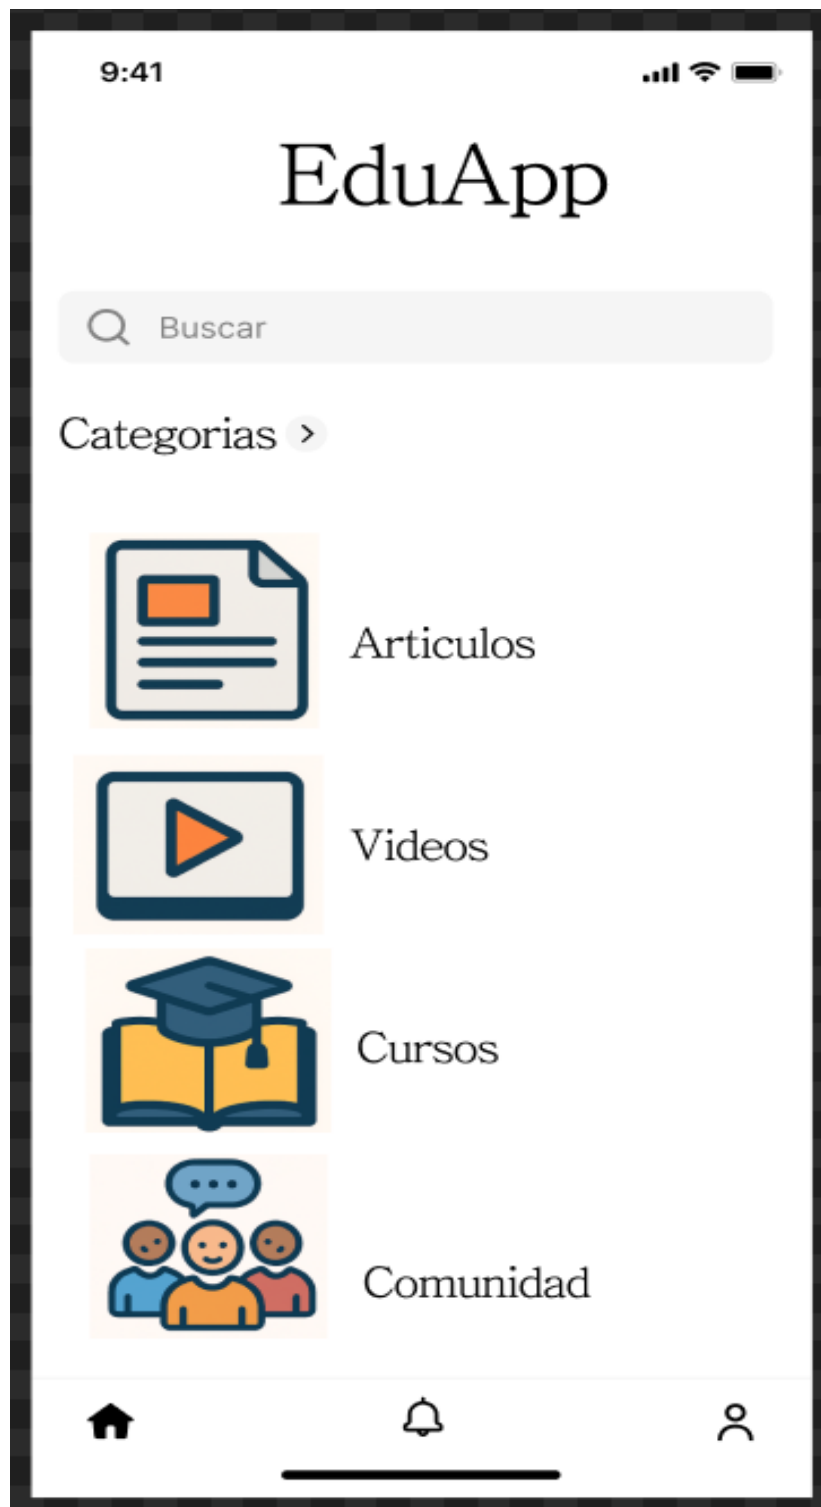 9:41
EduApp
Buscar
Categorias
Articulos
Videos
Cursos
Comunidad